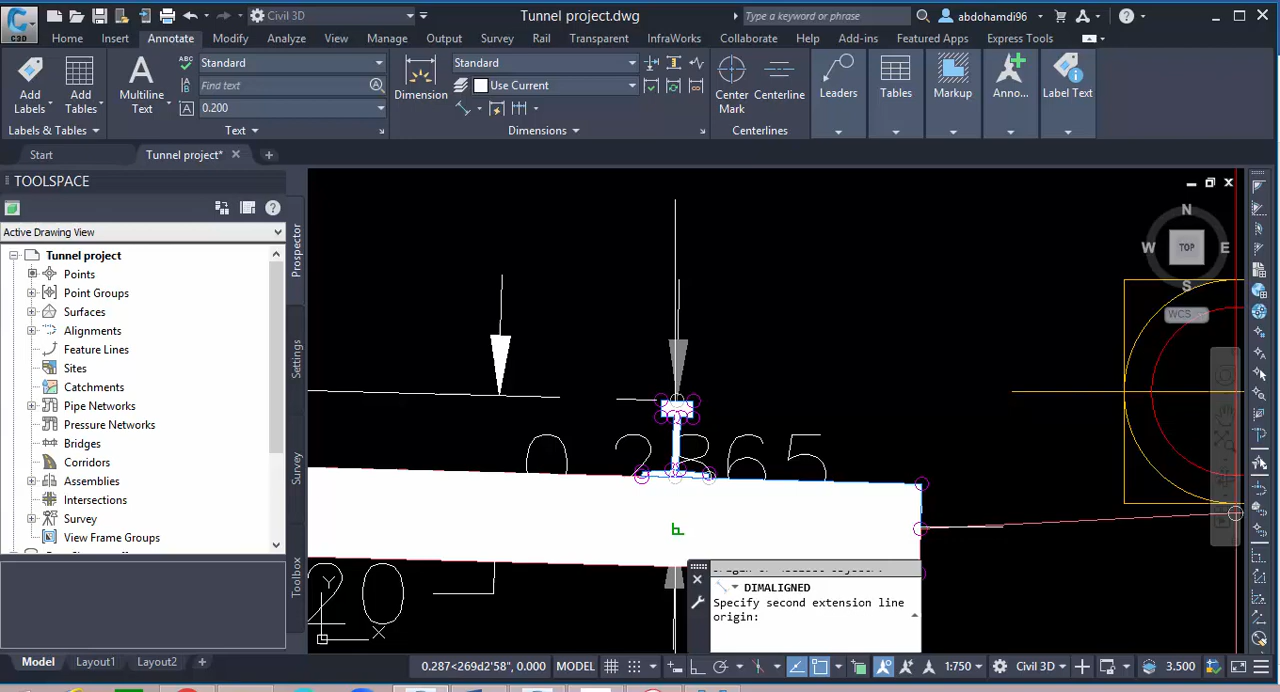 Civil 3D
Tunnel project.dwg
Type a keyword or phrase
abdohamdi96
C3D
Home Insert Annotate Modify Analyze View Manage Output Survey Rail Transparent InfraWorks Collaborate Help Add-ins Featured Apps Express Tools
Add Labels
Add Tables
Labels & Tables
Multiline Text
ABC
Standard
Find text
0.200
Text
Dimension
Standard
Use Current
Dimensions
Center Mark
Centerline
Centerlines
Leaders
Tables
Markup
Anno...
Label Text
Start
Tunnel project*
TOOLSPACE
Active Drawing View
Tunnel project
Points
Point Groups
Surfaces
Alignments
Feature Lines
Sites
Catchments
Pipe Networks
Pressure Networks
Bridges
Corridors
Assemblies
Intersections
Survey
View Frame Groups
Prospector
Settings
Survey
Toolbox
N
W TOP E
S
WCS
0.2865
20
Y
X
DIMALIGNED
Specify second extension line
origin:
Model Layout1 Layout2
0.287<269d2'58", 0.000 MODEL 1:750 Civil 3D 3.500